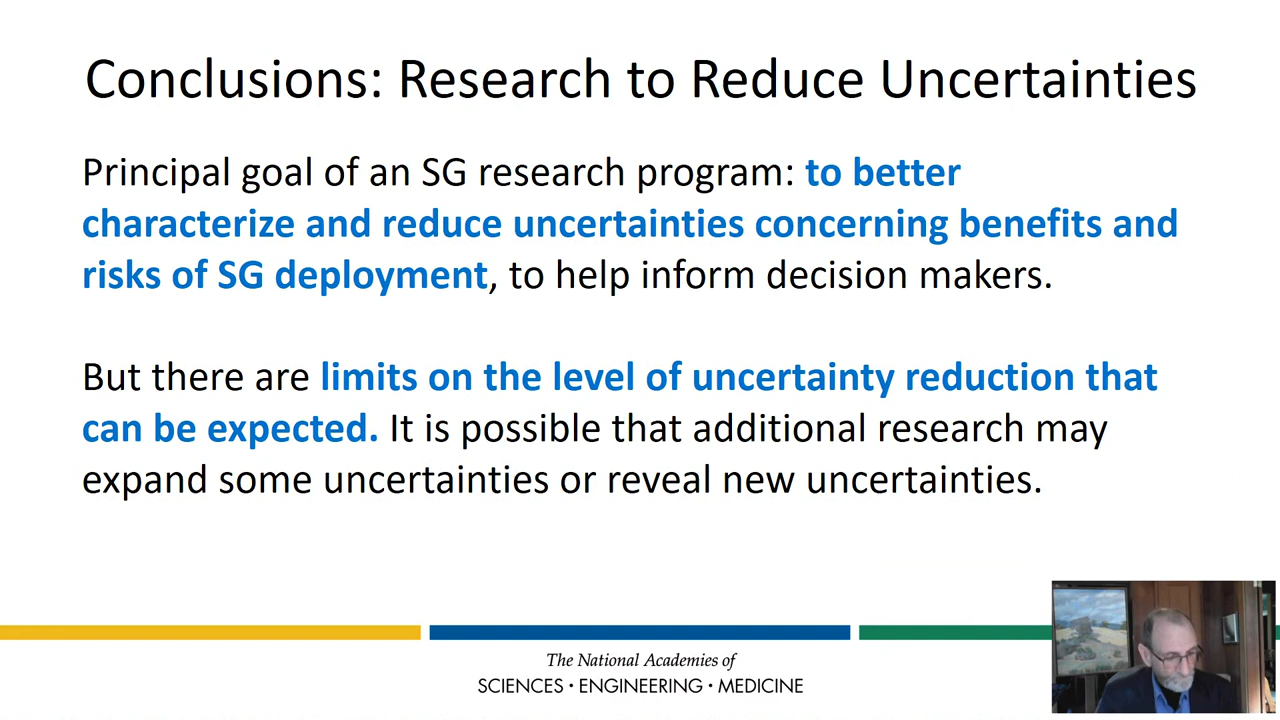 Conclusions: Research to Reduce Uncertainties
Principal goal of an SG research program: to better
characterize and reduce uncertainties concerning benefits and
risks of SG deployment, to help inform decision makers.
But there are limits on the level of uncertainty reduction that
can be expected. It is possible that additional research may
expand some uncertainties or reveal new uncertainties.
The National Academies of
SCIENCES · ENGINEERING · MEDICINE